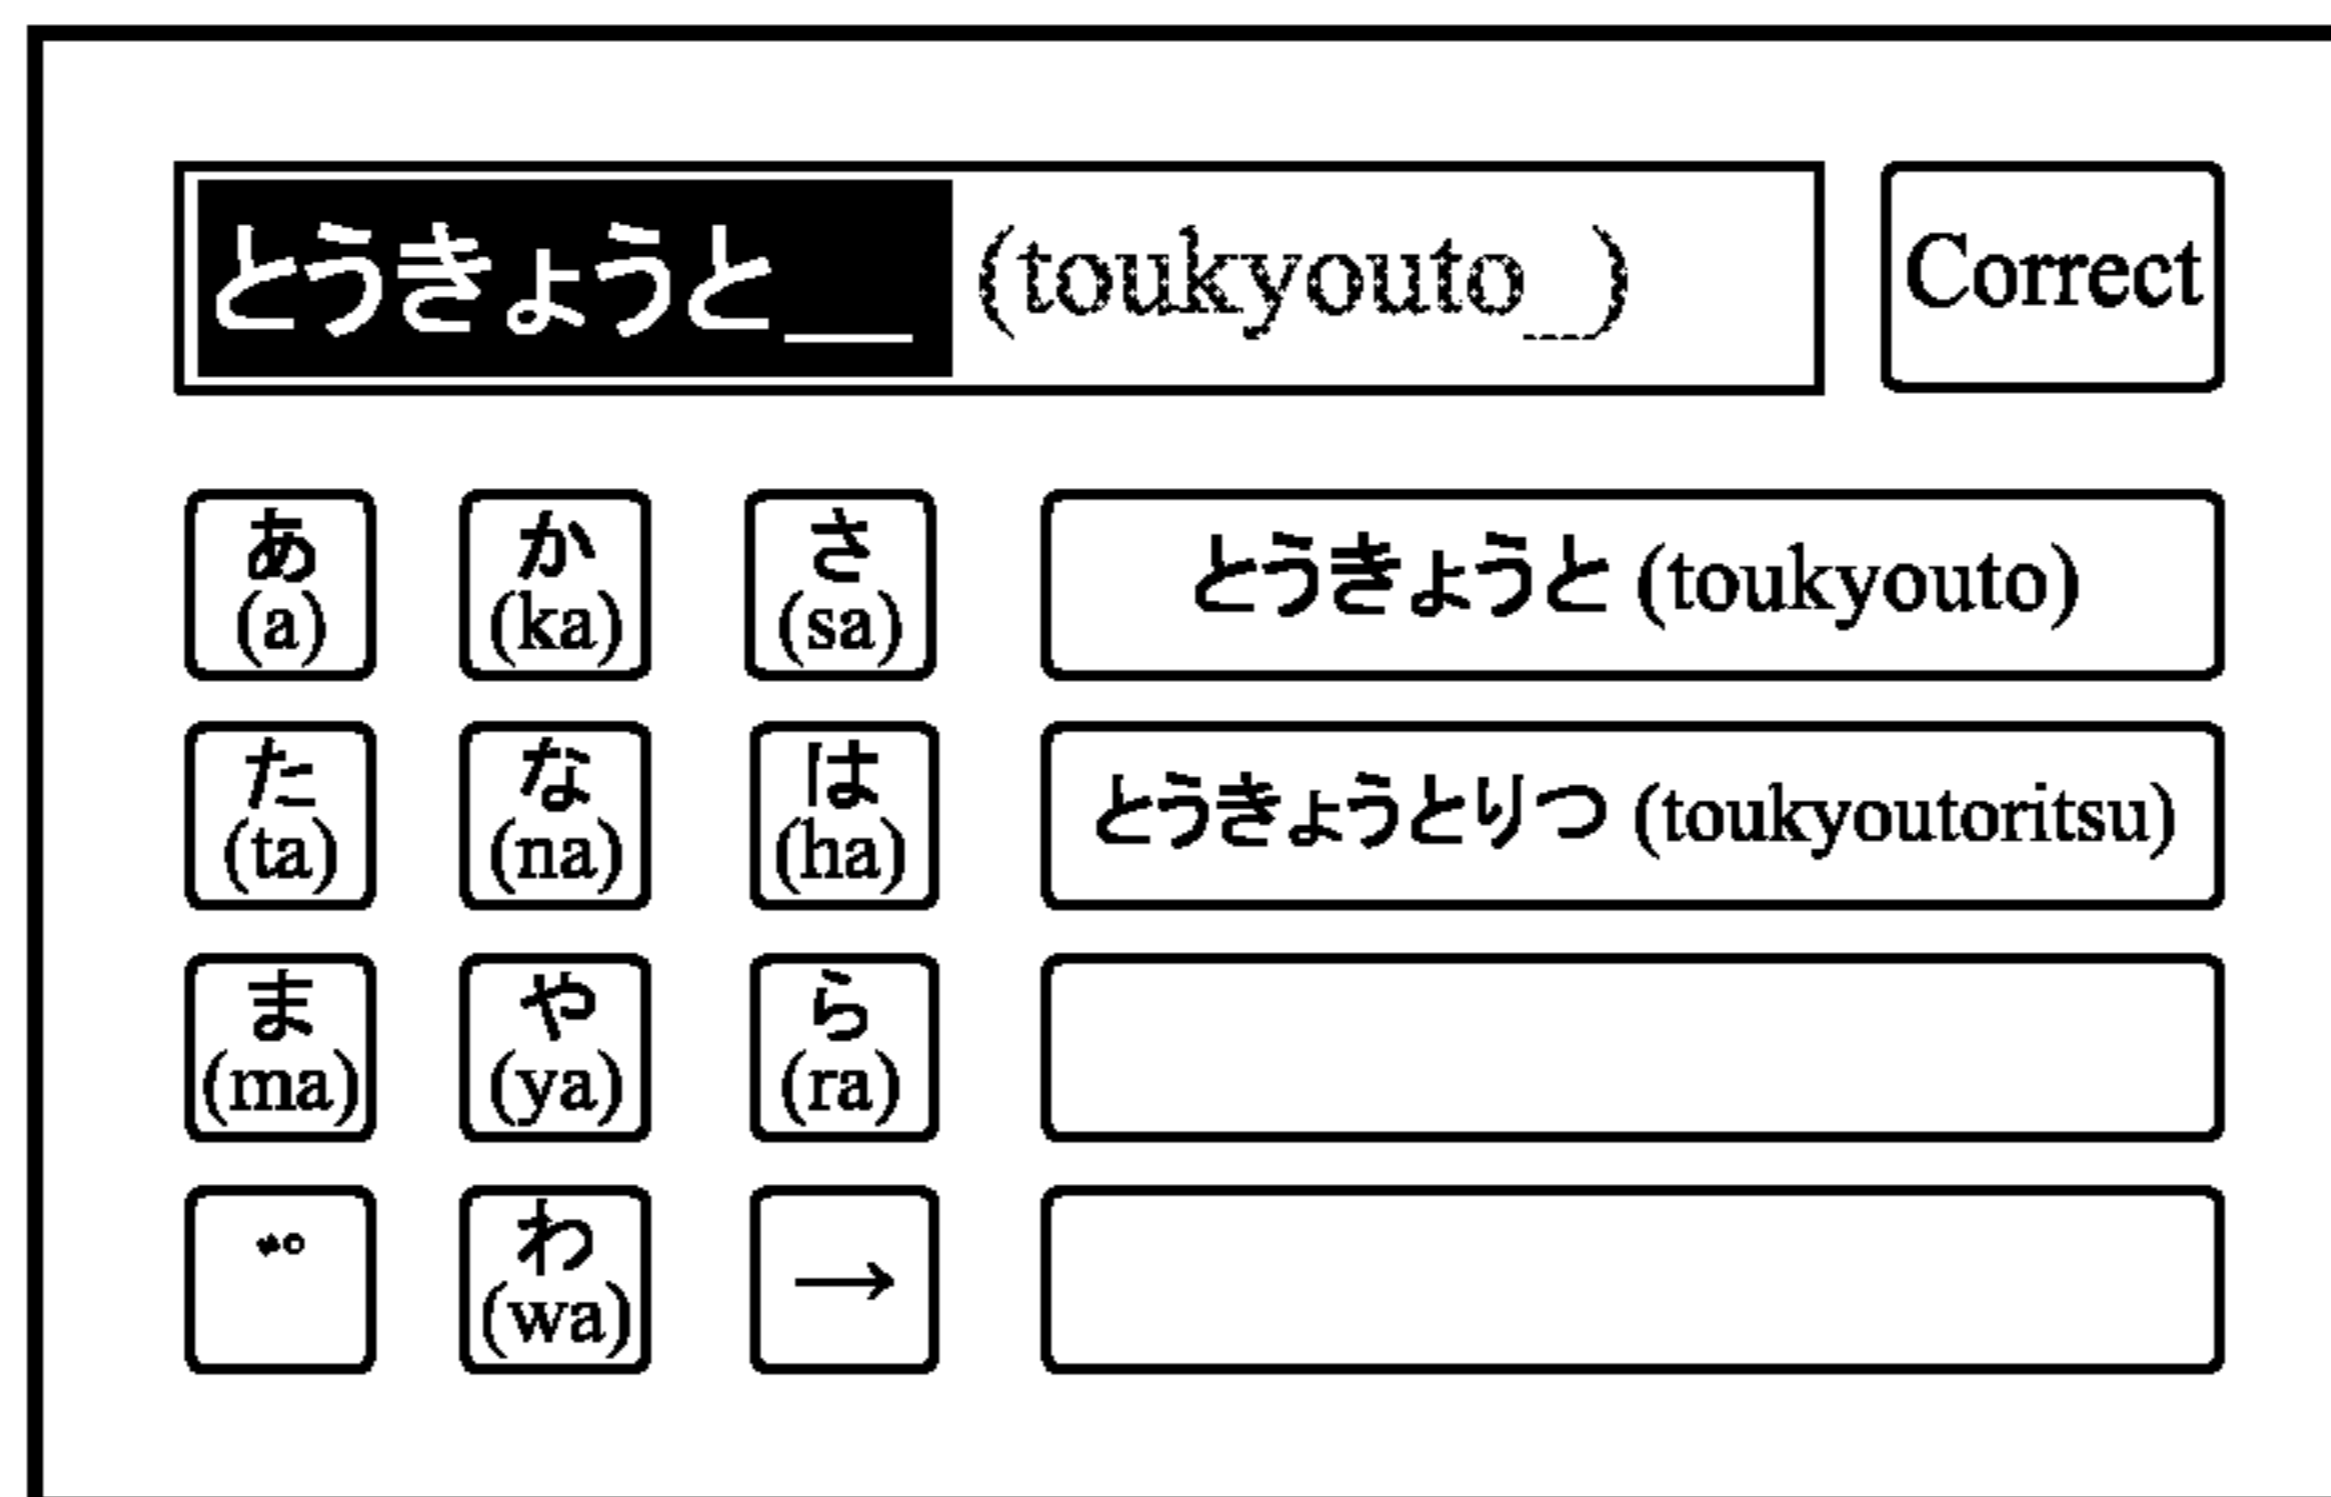 とうきょうと__ (toukyouto__) Correct
あ か さ とうきょうと (toukyouto)
(a) (ka) (sa)
た な は とうきょうとりつ (toukyoutoritsu)
(ta) (na) (ha)
ま や ら
(ma) (ya) (ra)
゛゜ わ →
(wa)